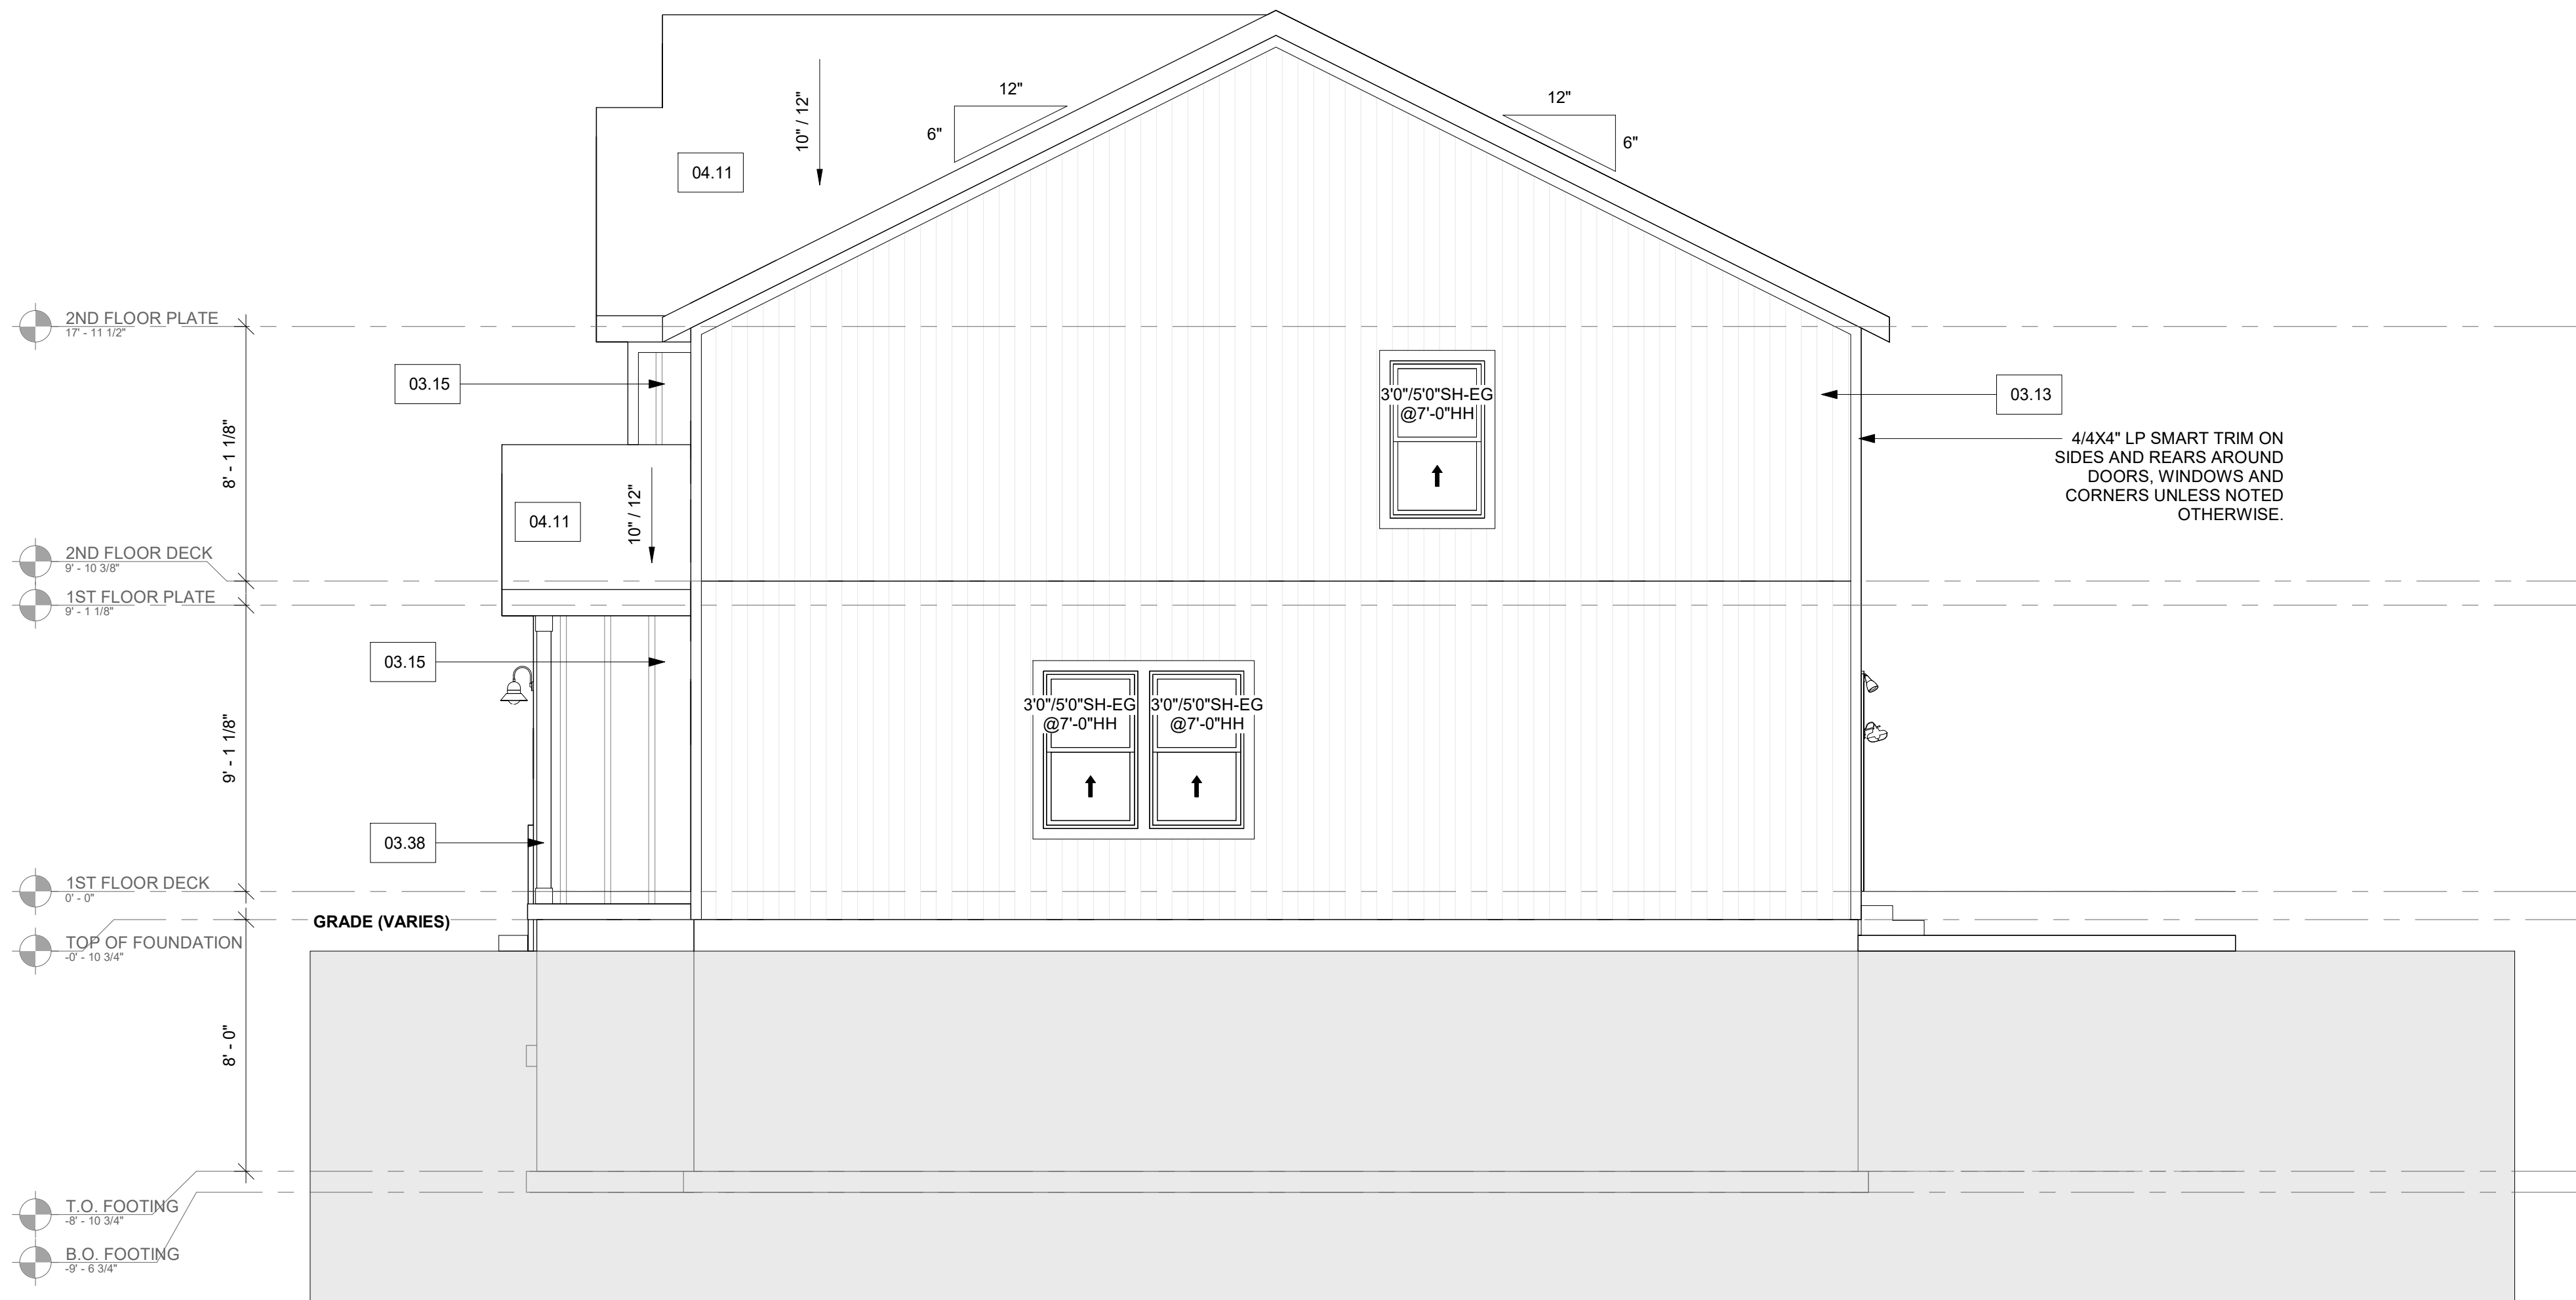 12"
6"
10" / 12"
04.11
12"
6"
2ND FLOOR PLATE
17' - 11 1/2"
03.15
8' - 1 1/8"
3'0"/5'0"SH-EG
@7'-0"HH
03.13
4/4X4" LP SMART TRIM ON
SIDES AND REARS AROUND
DOORS, WINDOWS AND
CORNERS UNLESS NOTED
OTHERWISE.
04.11
10" / 12"
2ND FLOOR DECK
9' - 10 3/8"
1ST FLOOR PLATE
9' - 1 1/8"
03.15
9' - 1 1/8"
3'0"/5'0"SH-EG
@7'-0"HH
3'0"/5'0"SH-EG
@7'-0"HH
03.38
1ST FLOOR DECK
0' - 0"
GRADE (VARIES)
TOP OF FOUNDATION
-0' - 10 3/4"
8' - 0"
T.O. FOOTING
-8' - 10 3/4"
B.O. FOOTING
-9' - 6 3/4"